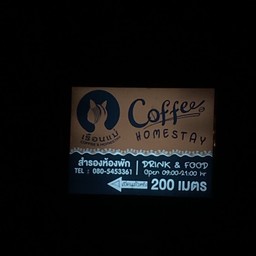 Coffee
HOMESTAY
เรือนแม่
สำรองห้องพัก
TEL : 080-5453361
DRINK & FOOD
Open 09:00-21:00 hr
200 เมตร